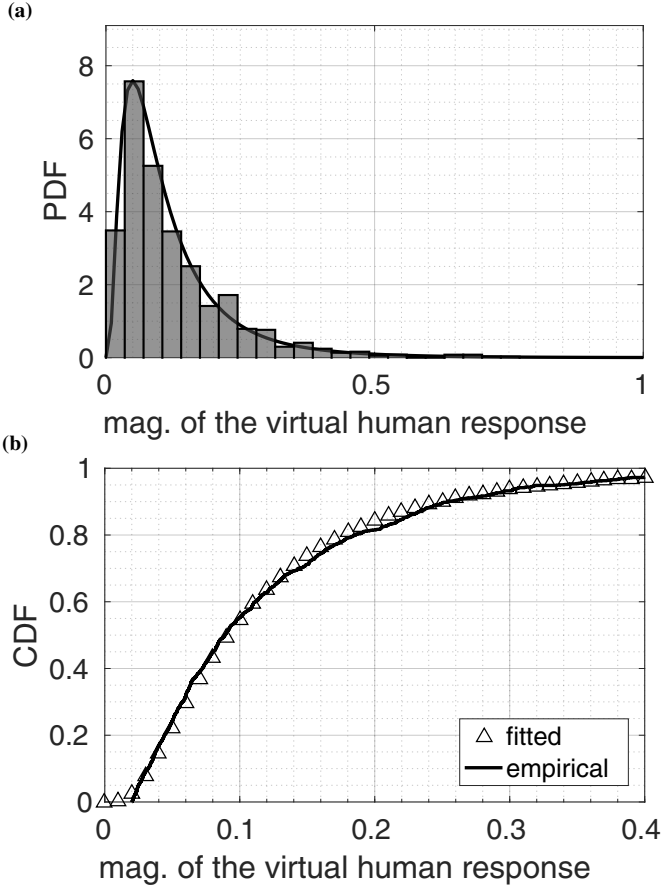 (a)
8
6
4
2
0
PDF
0 0.5 1
mag. of the virtual human response
(b)
1
0.8
0.6
0.4
0.2
0
CDF
fitted
empirical
0 0.1 0.2 0.3 0.4
mag. of the virtual human response